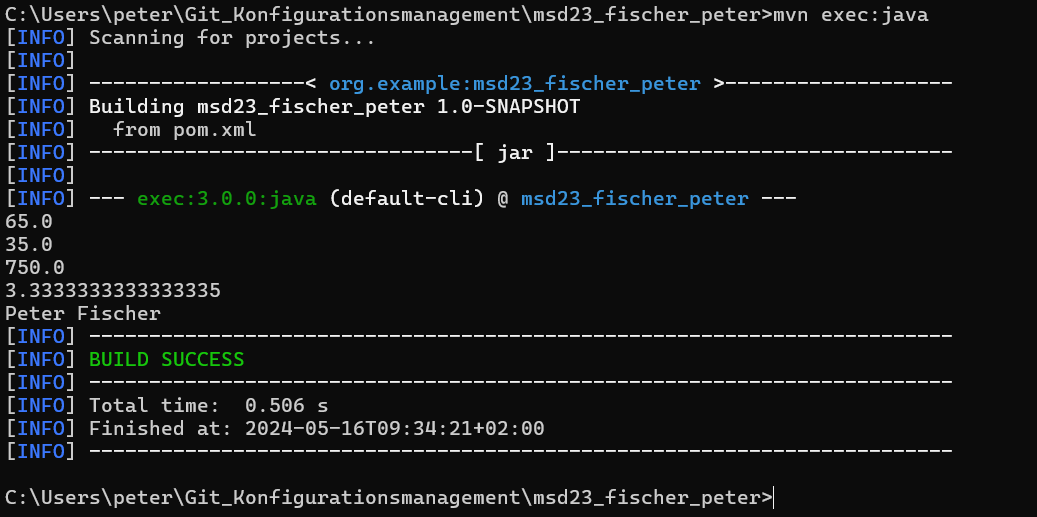 C:\Users\peter\Git_Konfigurationsmanagement\msd23_fischer_peter>mvn exec:java
[INFO] Scanning for projects...
[INFO]
[INFO] ------------------< org.example:msd23_fischer_peter >-------------------
[INFO] Building msd23_fischer_peter 1.0-SNAPSHOT
[INFO]   from pom.xml
[INFO] --------------------------------[ jar ]---------------------------------
[INFO]
[INFO] --- exec:3.0.0:java (default-cli) @ msd23_fischer_peter ---
65.0
35.0
750.0
3.3333333333333335
Peter Fischer
[INFO] ------------------------------------------------------------------------
[INFO] BUILD SUCCESS
[INFO] ------------------------------------------------------------------------
[INFO] Total time:  0.506 s
[INFO] Finished at: 2024-05-16T09:34:21+02:00
[INFO] ------------------------------------------------------------------------
C:\Users\peter\Git_Konfigurationsmanagement\msd23_fischer_peter>